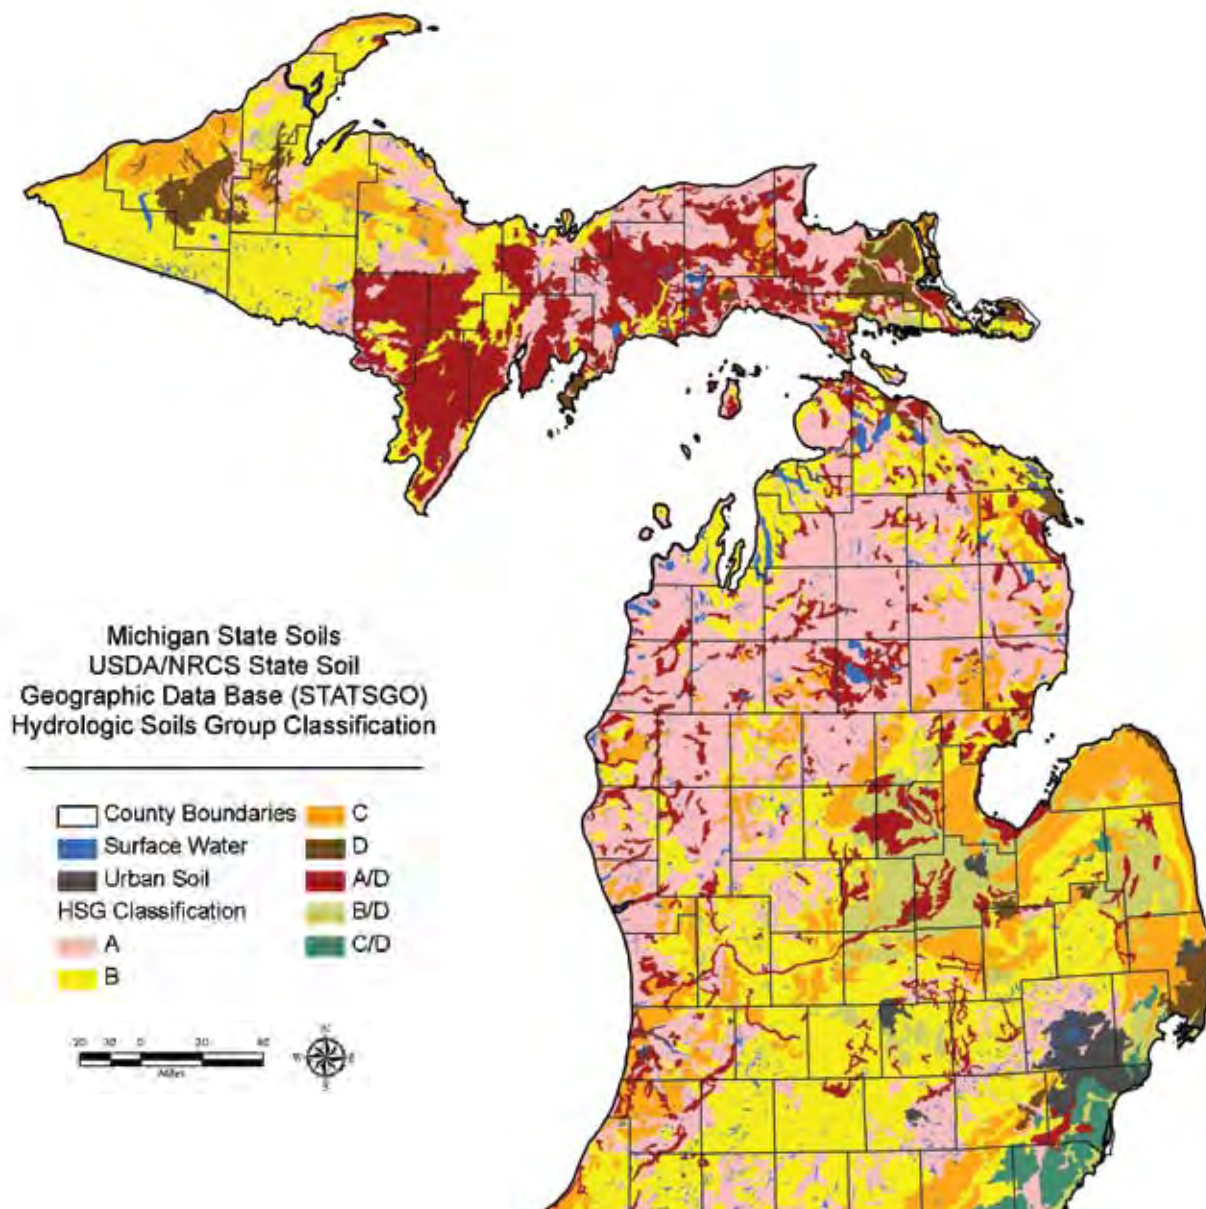 Michigan State Soils
USDA/NRCS State Soil
Geographic Data Base (STATSGO)
Hydrologic Soils Group Classification
County Boundaries
Surface Water
Urban Soil
HSG Classification
A
B
C
D
A/D
B/D
C/D
Miles
N
W E
S